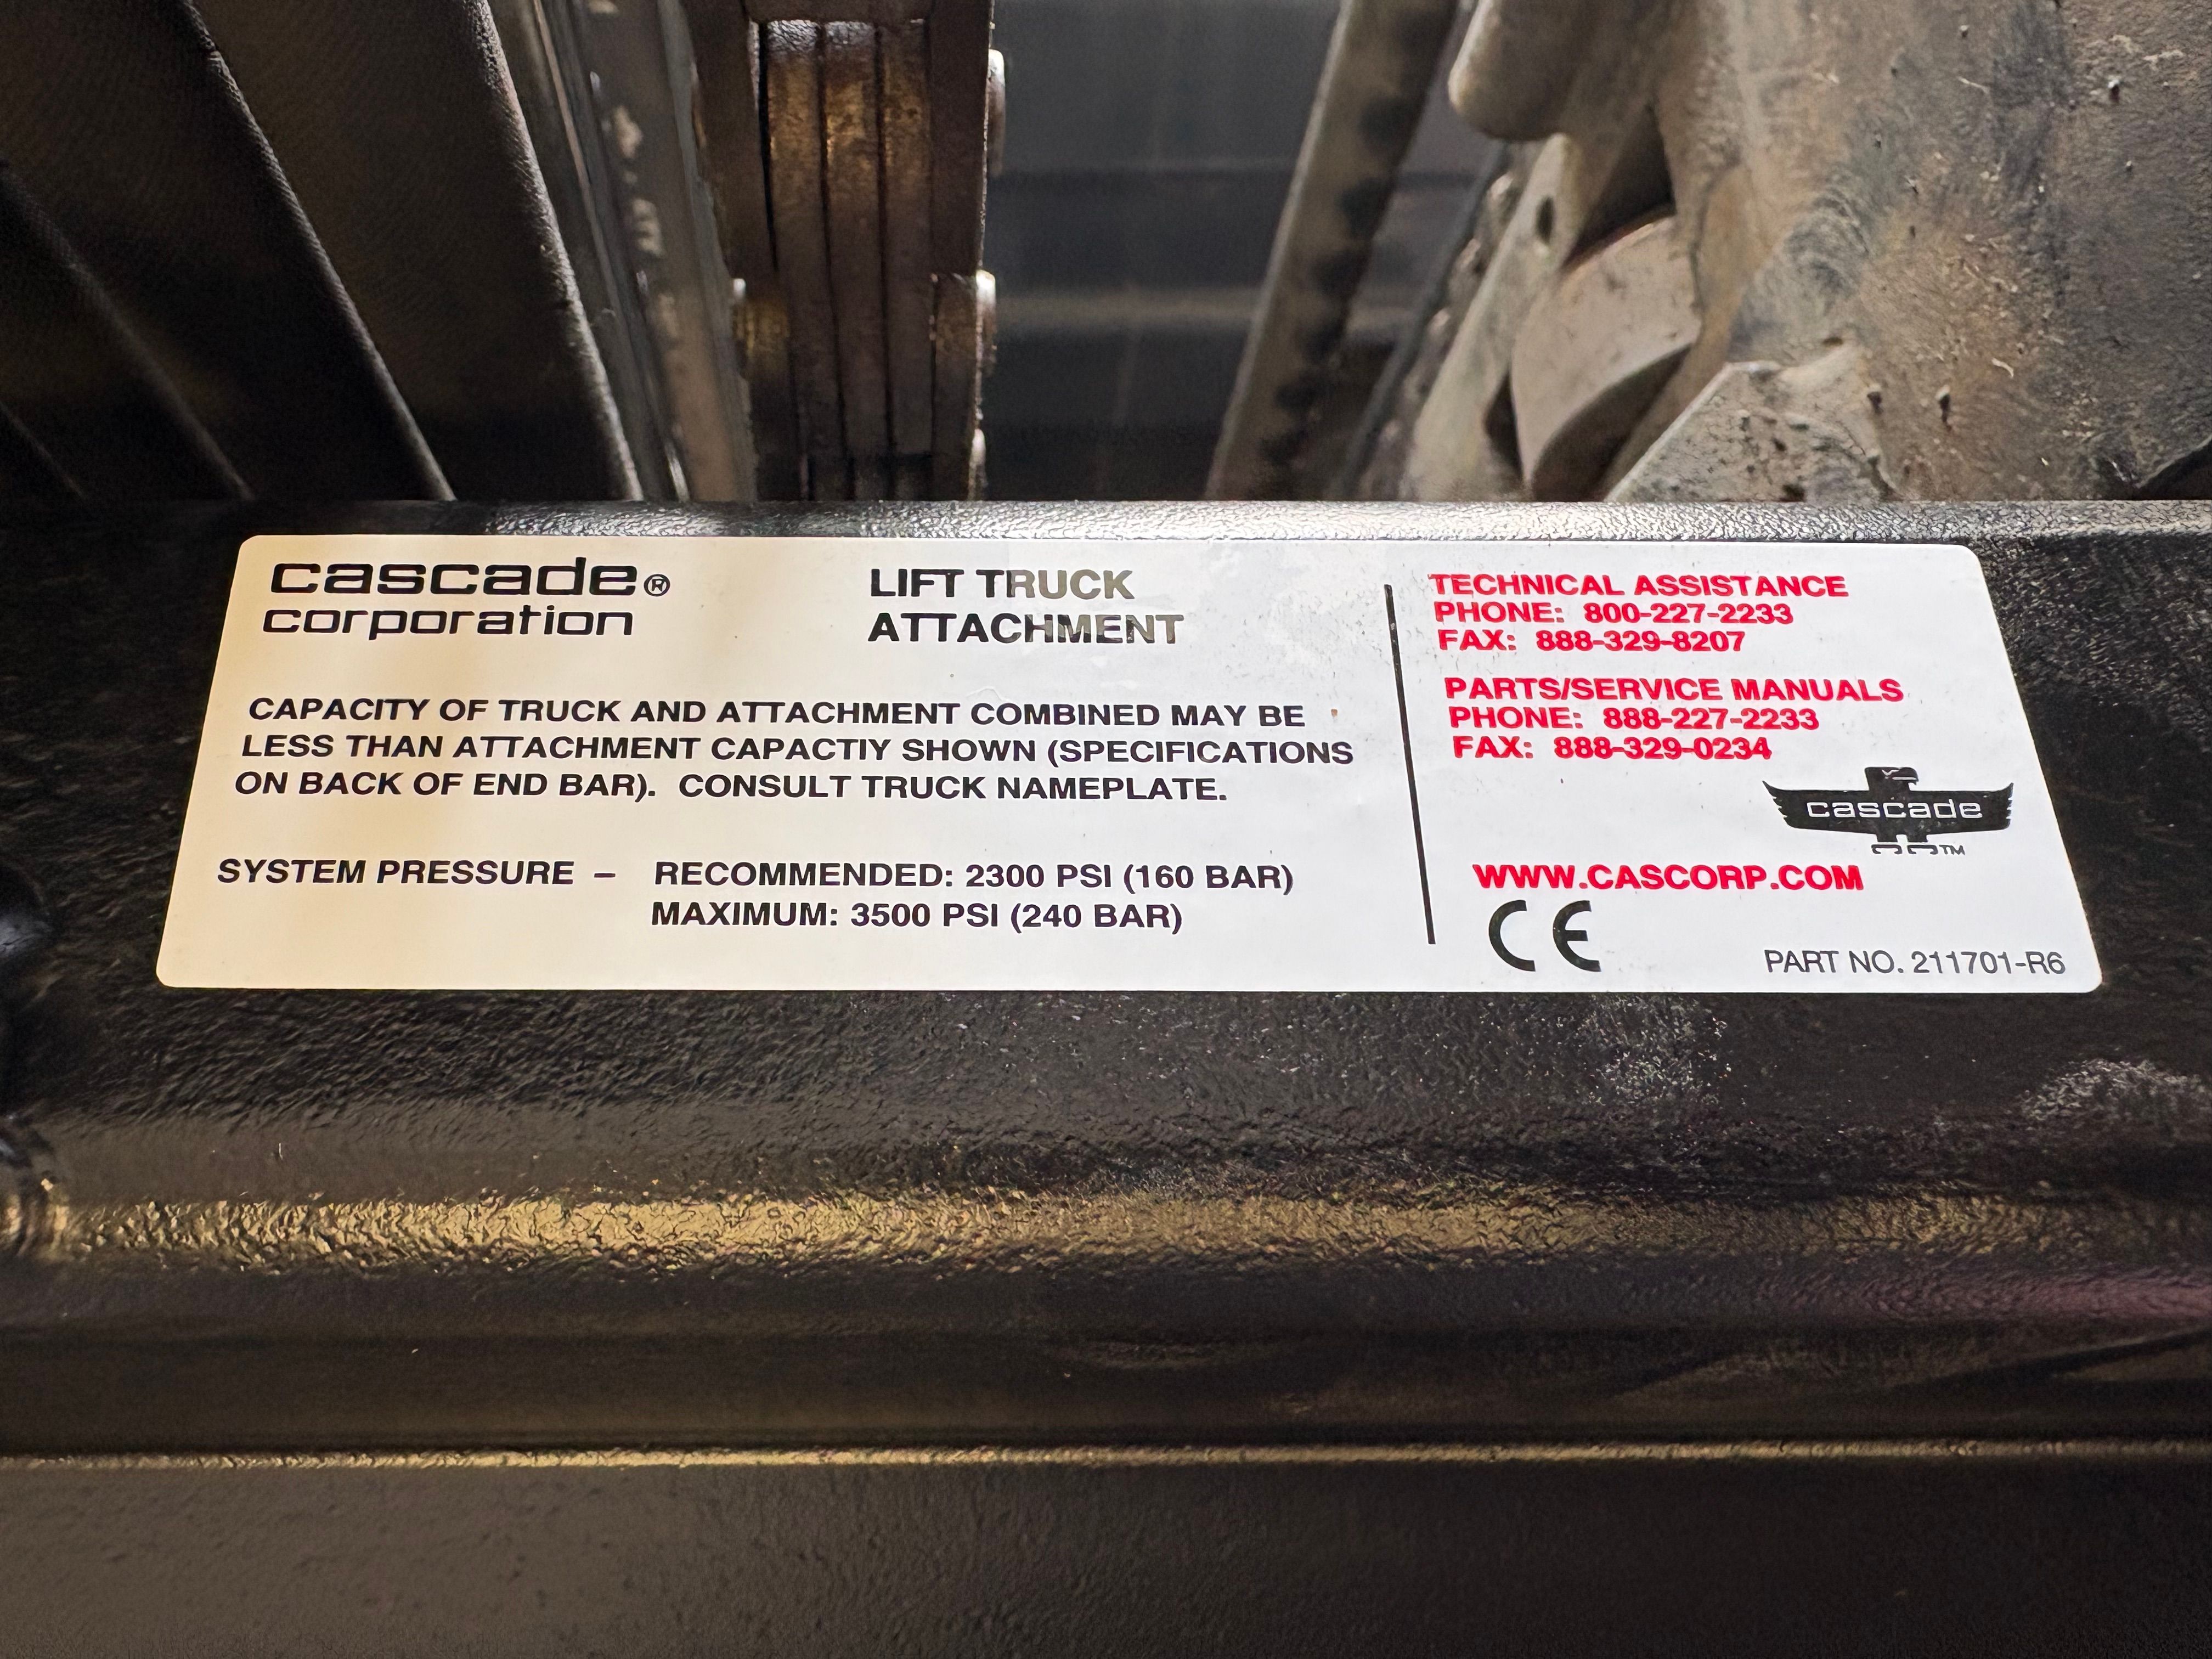 cascade®
corporation
LIFT TRUCK
ATTACHMENT
CAPACITY OF TRUCK AND ATTACHMENT COMBINED MAY BE
LESS THAN ATTACHMENT CAPACTIY SHOWN (SPECIFICATIONS
ON BACK OF END BAR). CONSULT TRUCK NAMEPLATE.
SYSTEM PRESSURE – RECOMMENDED: 2300 PSI (160 BAR)
MAXIMUM: 3500 PSI (240 BAR)
TECHNICAL ASSISTANCE
PHONE: 800-227-2233
FAX: 888-329-8207
PARTS/SERVICE MANUALS
PHONE: 888-227-2233
FAX: 888-329-0234
cascade
TM
WWW.CASCORP.COM
CE
PART NO. 211701-R6